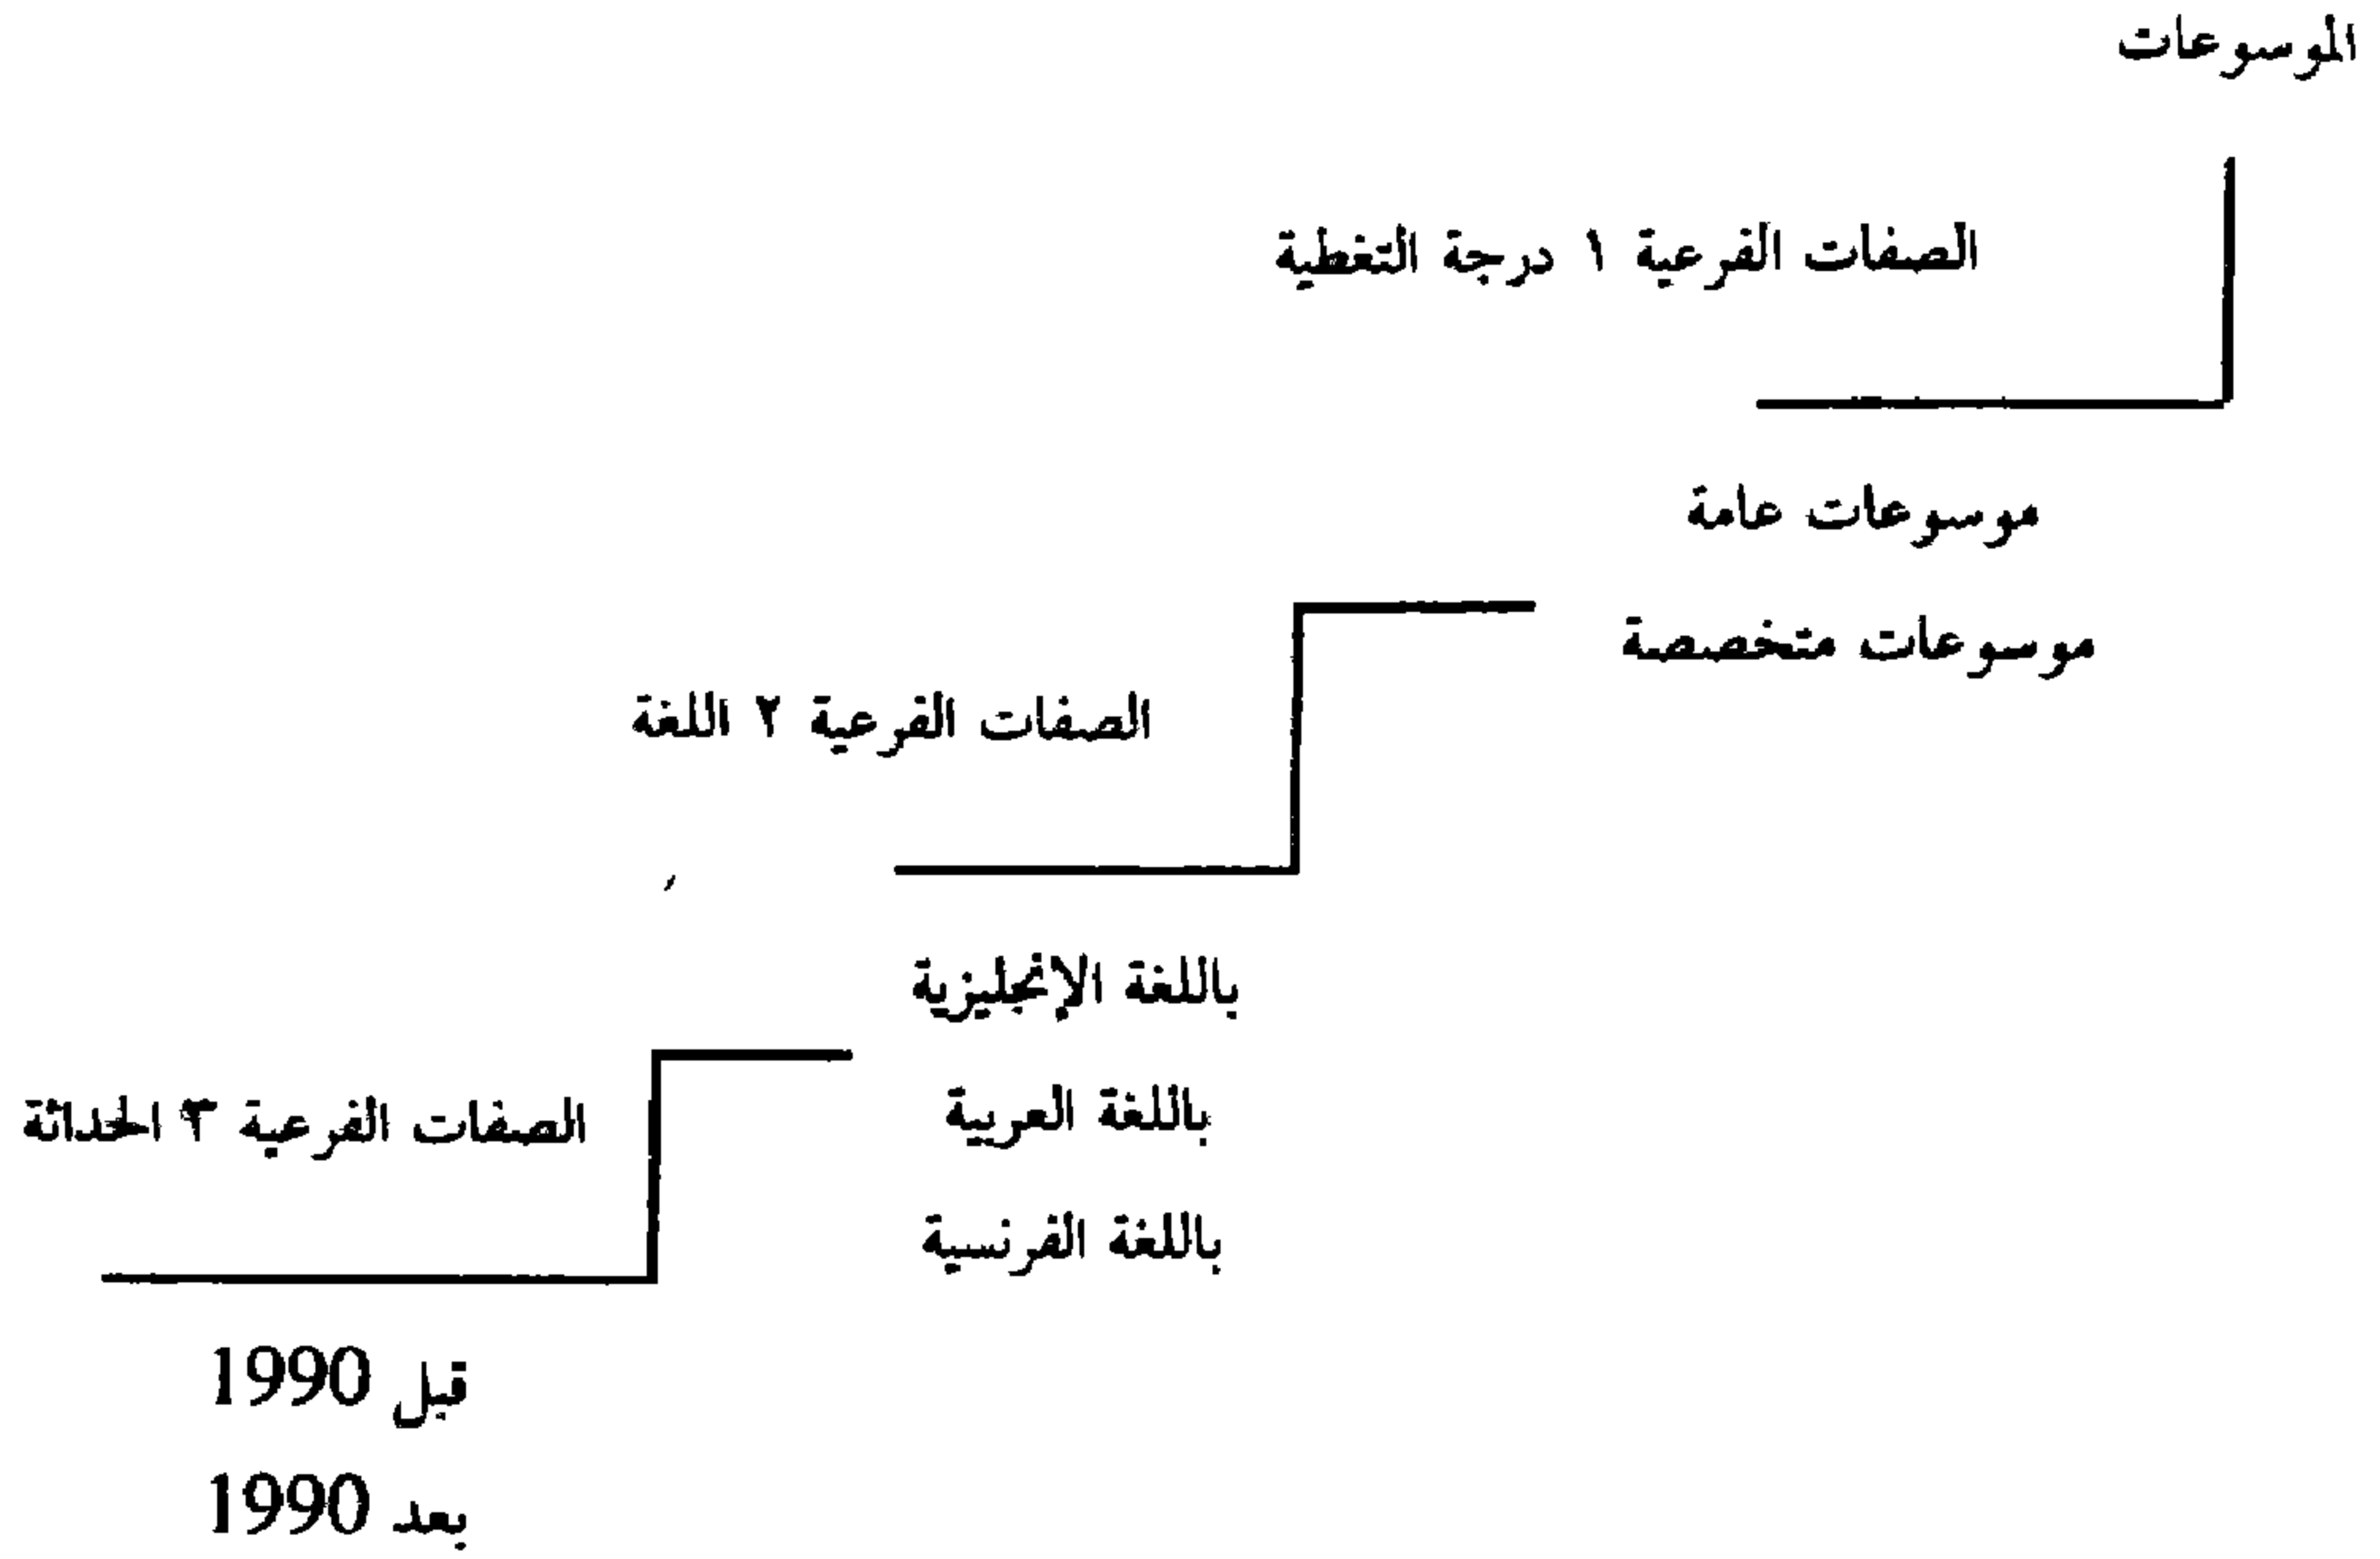 الموسوعات
الصفات الفرعية ١ درجة التغطية
موسوعات عامة
موسوعات متخصصة
الصفات الفرعية ٢ اللغة
باللغة الإنجليزية
باللغة العربية
باللغة الفرنسية
الصفات الفرعية ٣ الحداثة
قبل 1990
بعد 1990